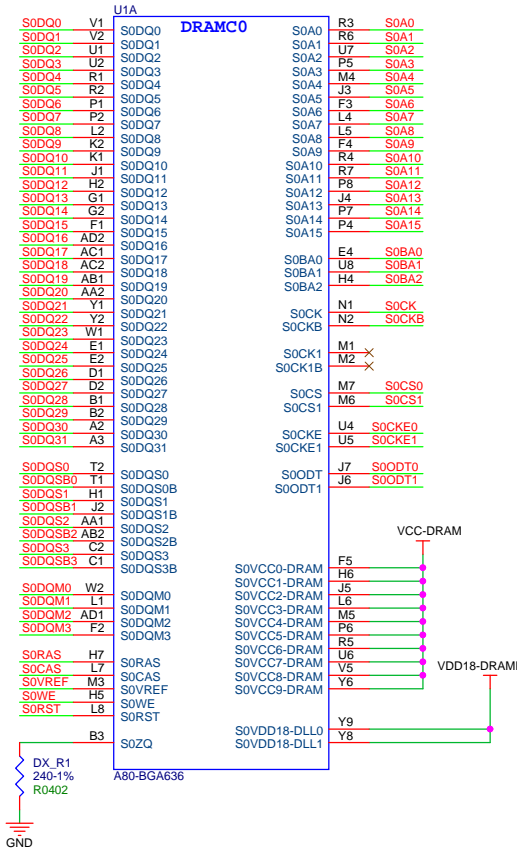 U1A
DRAMC0
S0DQ0 V1 S0DQ0 S0A0 R3 S0A0
S0DQ1 V2 S0DQ1 S0A1 R6 S0A1
S0DQ2 U1 S0DQ2 S0A2 U7 S0A2
S0DQ3 U2 S0DQ3 S0A3 P5 S0A3
S0DQ4 R1 S0DQ4 S0A4 M4 S0A4
S0DQ5 R2 S0DQ5 S0A5 J3 S0A5
S0DQ6 P1 S0DQ6 S0A6 F3 S0A6
S0DQ7 P2 S0DQ7 S0A7 L4 S0A7
S0DQ8 L2 S0DQ8 S0A8 L5 S0A8
S0DQ9 K2 S0DQ9 S0A9 F4 S0A9
S0DQ10 K1 S0DQ10 S0A10 R4 S0A10
S0DQ11 J1 S0DQ11 S0A11 R7 S0A11
S0DQ12 H2 S0DQ12 S0A12 P8 S0A12
S0DQ13 G1 S0DQ13 S0A13 J4 S0A13
S0DQ14 G2 S0DQ14 S0A14 P7 S0A14
S0DQ15 F1 S0DQ15 S0A15 P4 S0A15
S0DQ16 AD2 S0DQ16
S0DQ17 AC1 S0DQ17 S0BA0 E4 S0BA0
S0DQ18 AC2 S0DQ18 S0BA1 U8 S0BA1
S0DQ19 AB1 S0DQ19 S0BA2 H4 S0BA2
S0DQ20 AA2 S0DQ20
S0DQ21 Y1 S0DQ21 S0CK N1 S0CK
S0DQ22 Y2 S0DQ22 S0CKB N2 S0CKB
S0DQ23 W1 S0DQ23
S0DQ24 E1 S0DQ24 S0CK1 M1
S0DQ25 E2 S0DQ25 S0CK1B M2
S0DQ26 D1 S0DQ26
S0DQ27 D2 S0DQ27 S0CS M7 S0CS0
S0DQ28 B1 S0DQ28 S0CS1 M6 S0CS1
S0DQ29 B2 S0DQ29
S0DQ30 A2 S0DQ30 S0CKE U4 S0CKE0
S0DQ31 A3 S0DQ31 S0CKE1 U5 S0CKE1
S0DQS0 T2 S0DQS0 S0ODT J7 S0ODT0
S0DQSB0 T1 S0DQS0B S0ODT1 J6 S0ODT1
S0DQS1 H1 S0DQS1
S0DQSB1 J2 S0DQS1B
S0DQS2 AA1 S0DQS2
S0DQSB2 AB2 S0DQS2B
S0DQS3 C2 S0DQS3
S0DQSB3 C1 S0DQS3B
VCC-DRAM
S0VCC0-DRAM F5
S0VCC1-DRAM H6
S0DQM0 W2 S0DQM0 S0VCC2-DRAM J5
S0DQM1 L1 S0DQM1 S0VCC3-DRAM L6
S0DQM2 AD1 S0DQM2 S0VCC4-DRAM M5
S0DQM3 F2 S0DQM3 S0VCC5-DRAM P6
S0VCC6-DRAM R5
S0RAS H7 S0RAS S0VCC7-DRAM U6
S0CAS L7 S0CAS S0VCC8-DRAM V5
S0VREF M3 S0VREF S0VCC9-DRAM Y6
S0WE H5 S0WE
S0RST L8 S0RST
VDD18-DRAM
S0VDD18-DLL0 Y9
B3 S0ZQ S0VDD18-DLL1 Y8
DX_R1
240-1%
R0402
GND
A80-BGA636